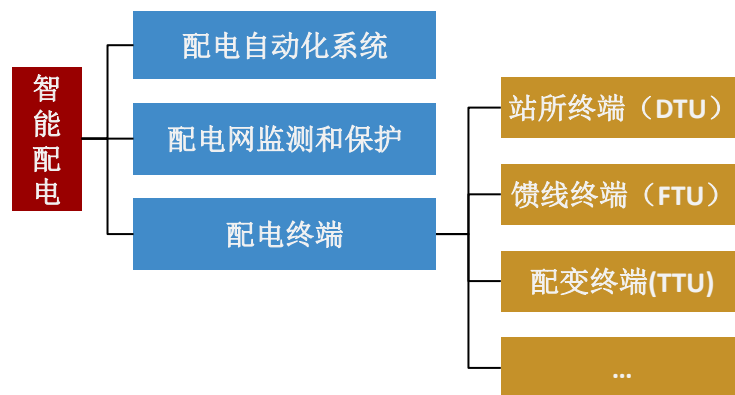 智能配电
配电自动化系统
配电网监测和保护
配电终端
站所终端（DTU）
馈线终端（FTU）
配变终端(TTU)
...